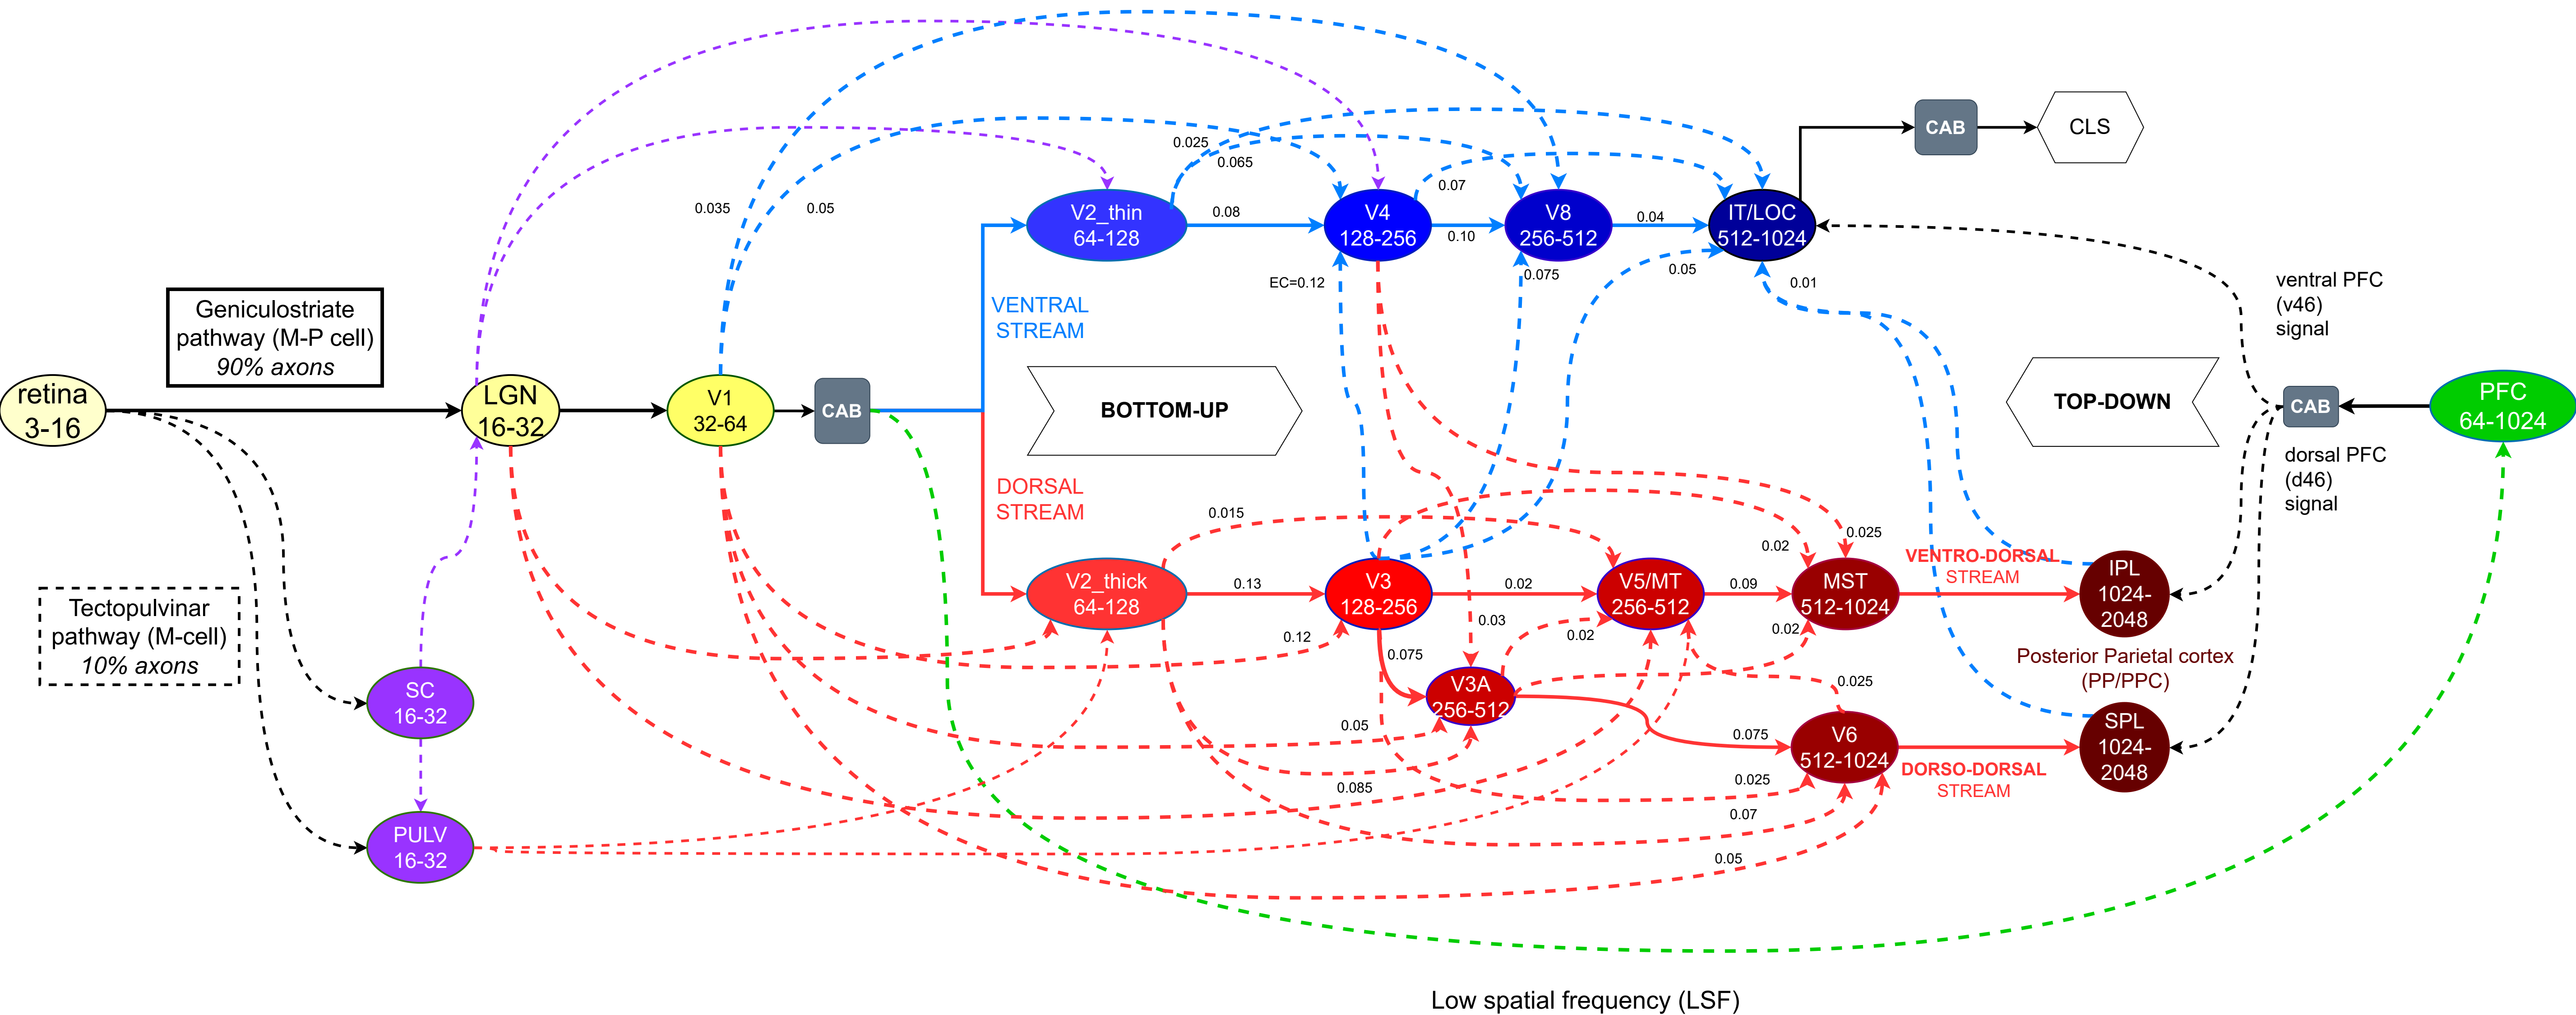 CAB
CLS
0.025
0.065
0.07
0.035
0.05
V2_thin
64-128
0.08
V4
128-256
0.10
V8
256-512
0.04
IT/LOC
512-1024
EC=0.12
0.075
0.05
0.01
ventral PFC
(v46)
signal
VENTRAL
STREAM
Geniculostriate
pathway (M-P cell)
90% axons
retina
3-16
LGN
16-32
V1
32-64
CAB
BOTTOM-UP
TOP-DOWN
CAB
PFC
64-1024
dorsal PFC
(d46)
signal
DORSAL
STREAM
0.015
0.02
0.025
VENTRO-DORSAL
STREAM
V2_thick
64-128
0.13
V3
128-256
0.02
V5/MT
256-512
0.09
MST
512-1024
IPL
1024-
2048
Tectopulvinar
pathway (M-cell)
10% axons
0.12
0.03
0.02
0.02
0.075
Posterior Parietal cortex
(PP/PPC)
SC
16-32
V3A
256-512
0.025
0.05
0.075
V6
512-1024
SPL
1024-
2048
DORSO-DORSAL
STREAM
0.085
0.025
0.07
PULV
16-32
0.05
Low spatial frequency (LSF)